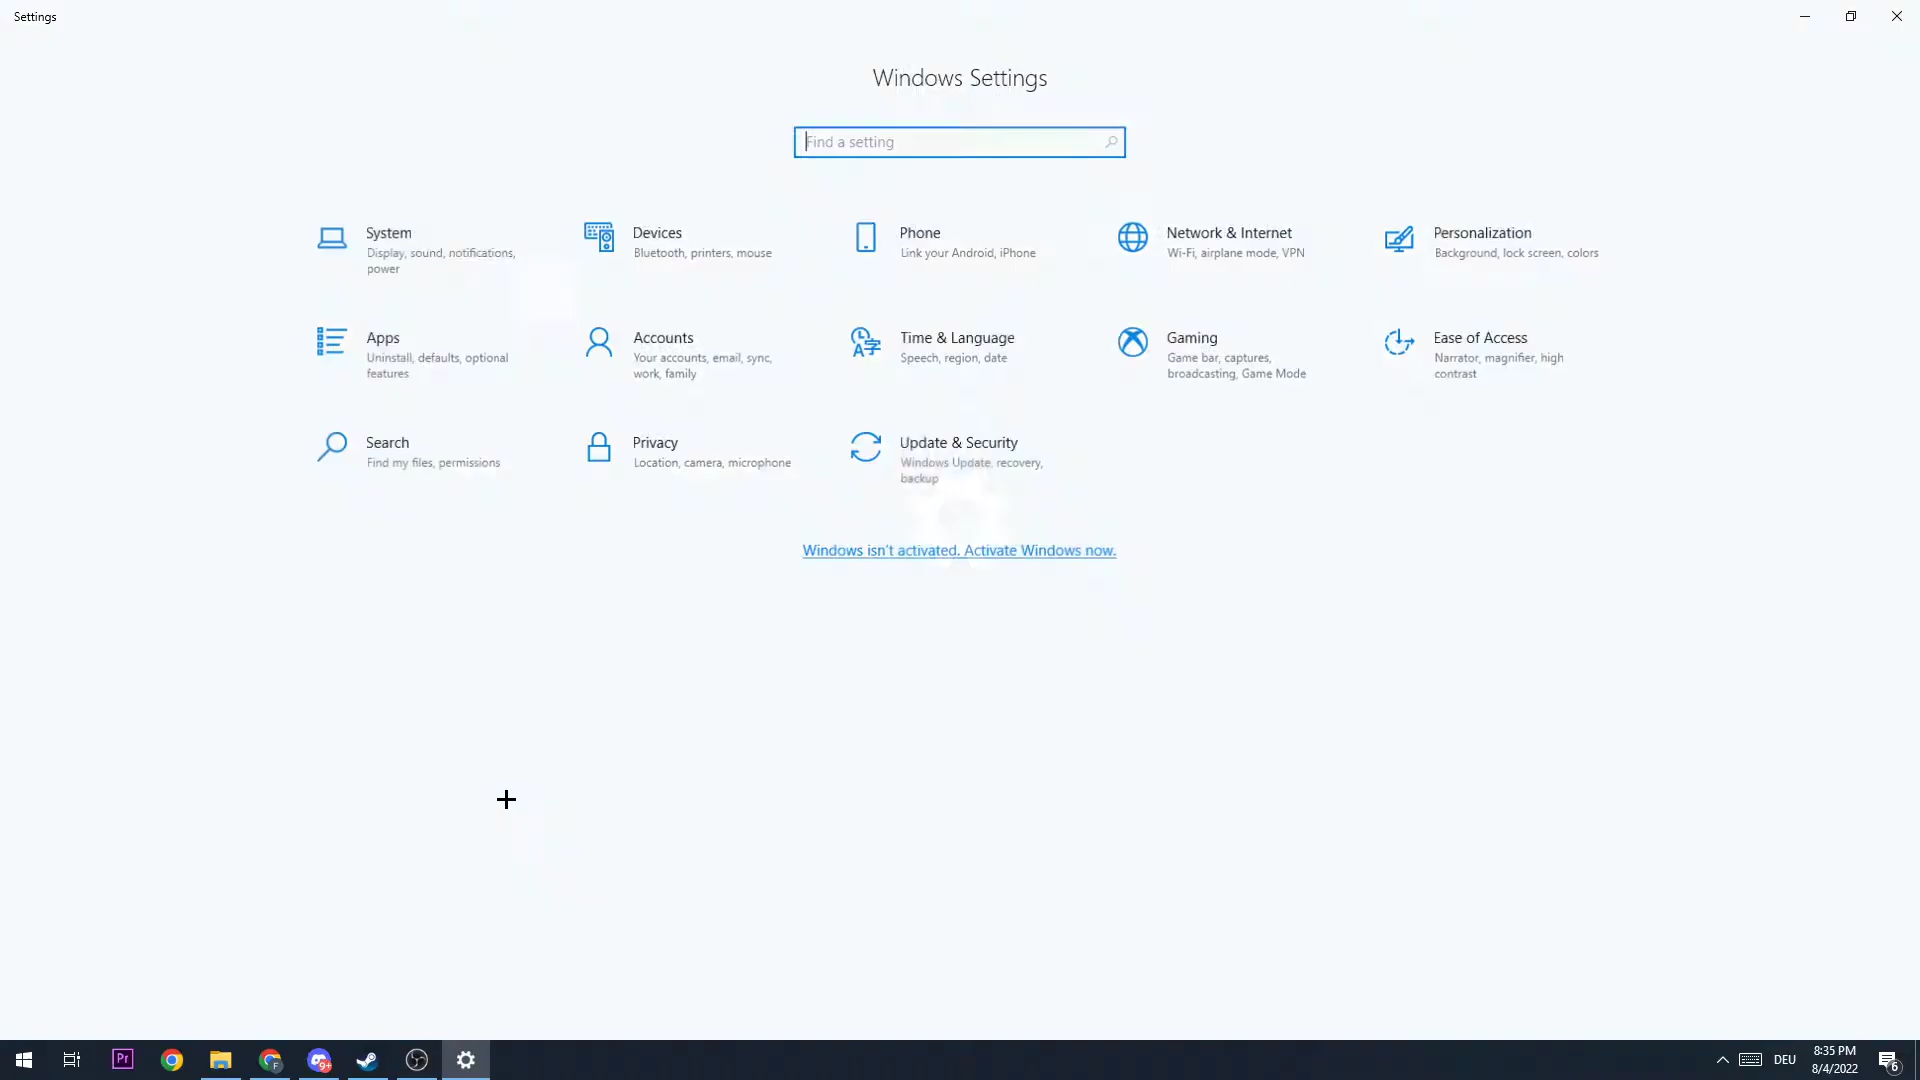 Settings
Windows Settings
Find a setting
System
Display, sound, notifications,
power
Devices
Bluetooth, printers, mouse
Phone
Link your Android, iPhone
Network & Internet
Wi-Fi, airplane mode, VPN
Personalization
Background, lock screen, colors
Apps
Uninstall, defaults, optional
features
Accounts
Your accounts, email, sync,
work, family
Time & Language
Speech, region, date
Gaming
Game bar, captures,
broadcasting, Game Mode
Ease of Access
Narrator, magnifier, high
contrast
Search
Find my files, permissions
Privacy
Location, camera, microphone
Update & Security
Windows Update, recovery,
backup
Windows isn't activated. Activate Windows now.
Pr
F
9+
DEU
8:35 PM
8/4/2022
6